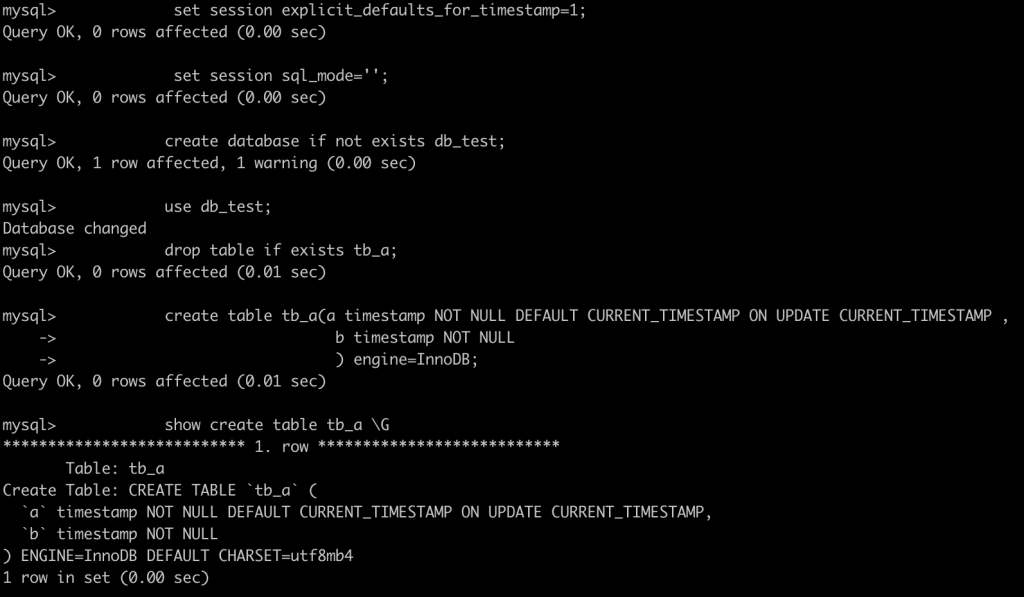 mysql>             set session explicit_defaults_for_timestamp=1;
Query OK, 0 rows affected (0.00 sec)
mysql>             set session sql_mode='';
Query OK, 0 rows affected (0.00 sec)
mysql>            create database if not exists db_test;
Query OK, 1 row affected, 1 warning (0.00 sec)
mysql>            use db_test;
Database changed
mysql>            drop table if exists tb_a;
Query OK, 0 rows affected (0.01 sec)
mysql>            create table tb_a(a timestamp NOT NULL DEFAULT CURRENT_TIMESTAMP ON UPDATE CURRENT_TIMESTAMP ,
    ->                               b timestamp NOT NULL
    ->                               ) engine=InnoDB;
Query OK, 0 rows affected (0.01 sec)
mysql>            show create table tb_a \G
*************************** 1. row ***************************
       Table: tb_a
Create Table: CREATE TABLE `tb_a` (
  `a` timestamp NOT NULL DEFAULT CURRENT_TIMESTAMP ON UPDATE CURRENT_TIMESTAMP,
  `b` timestamp NOT NULL
) ENGINE=InnoDB DEFAULT CHARSET=utf8mb4
1 row in set (0.00 sec)